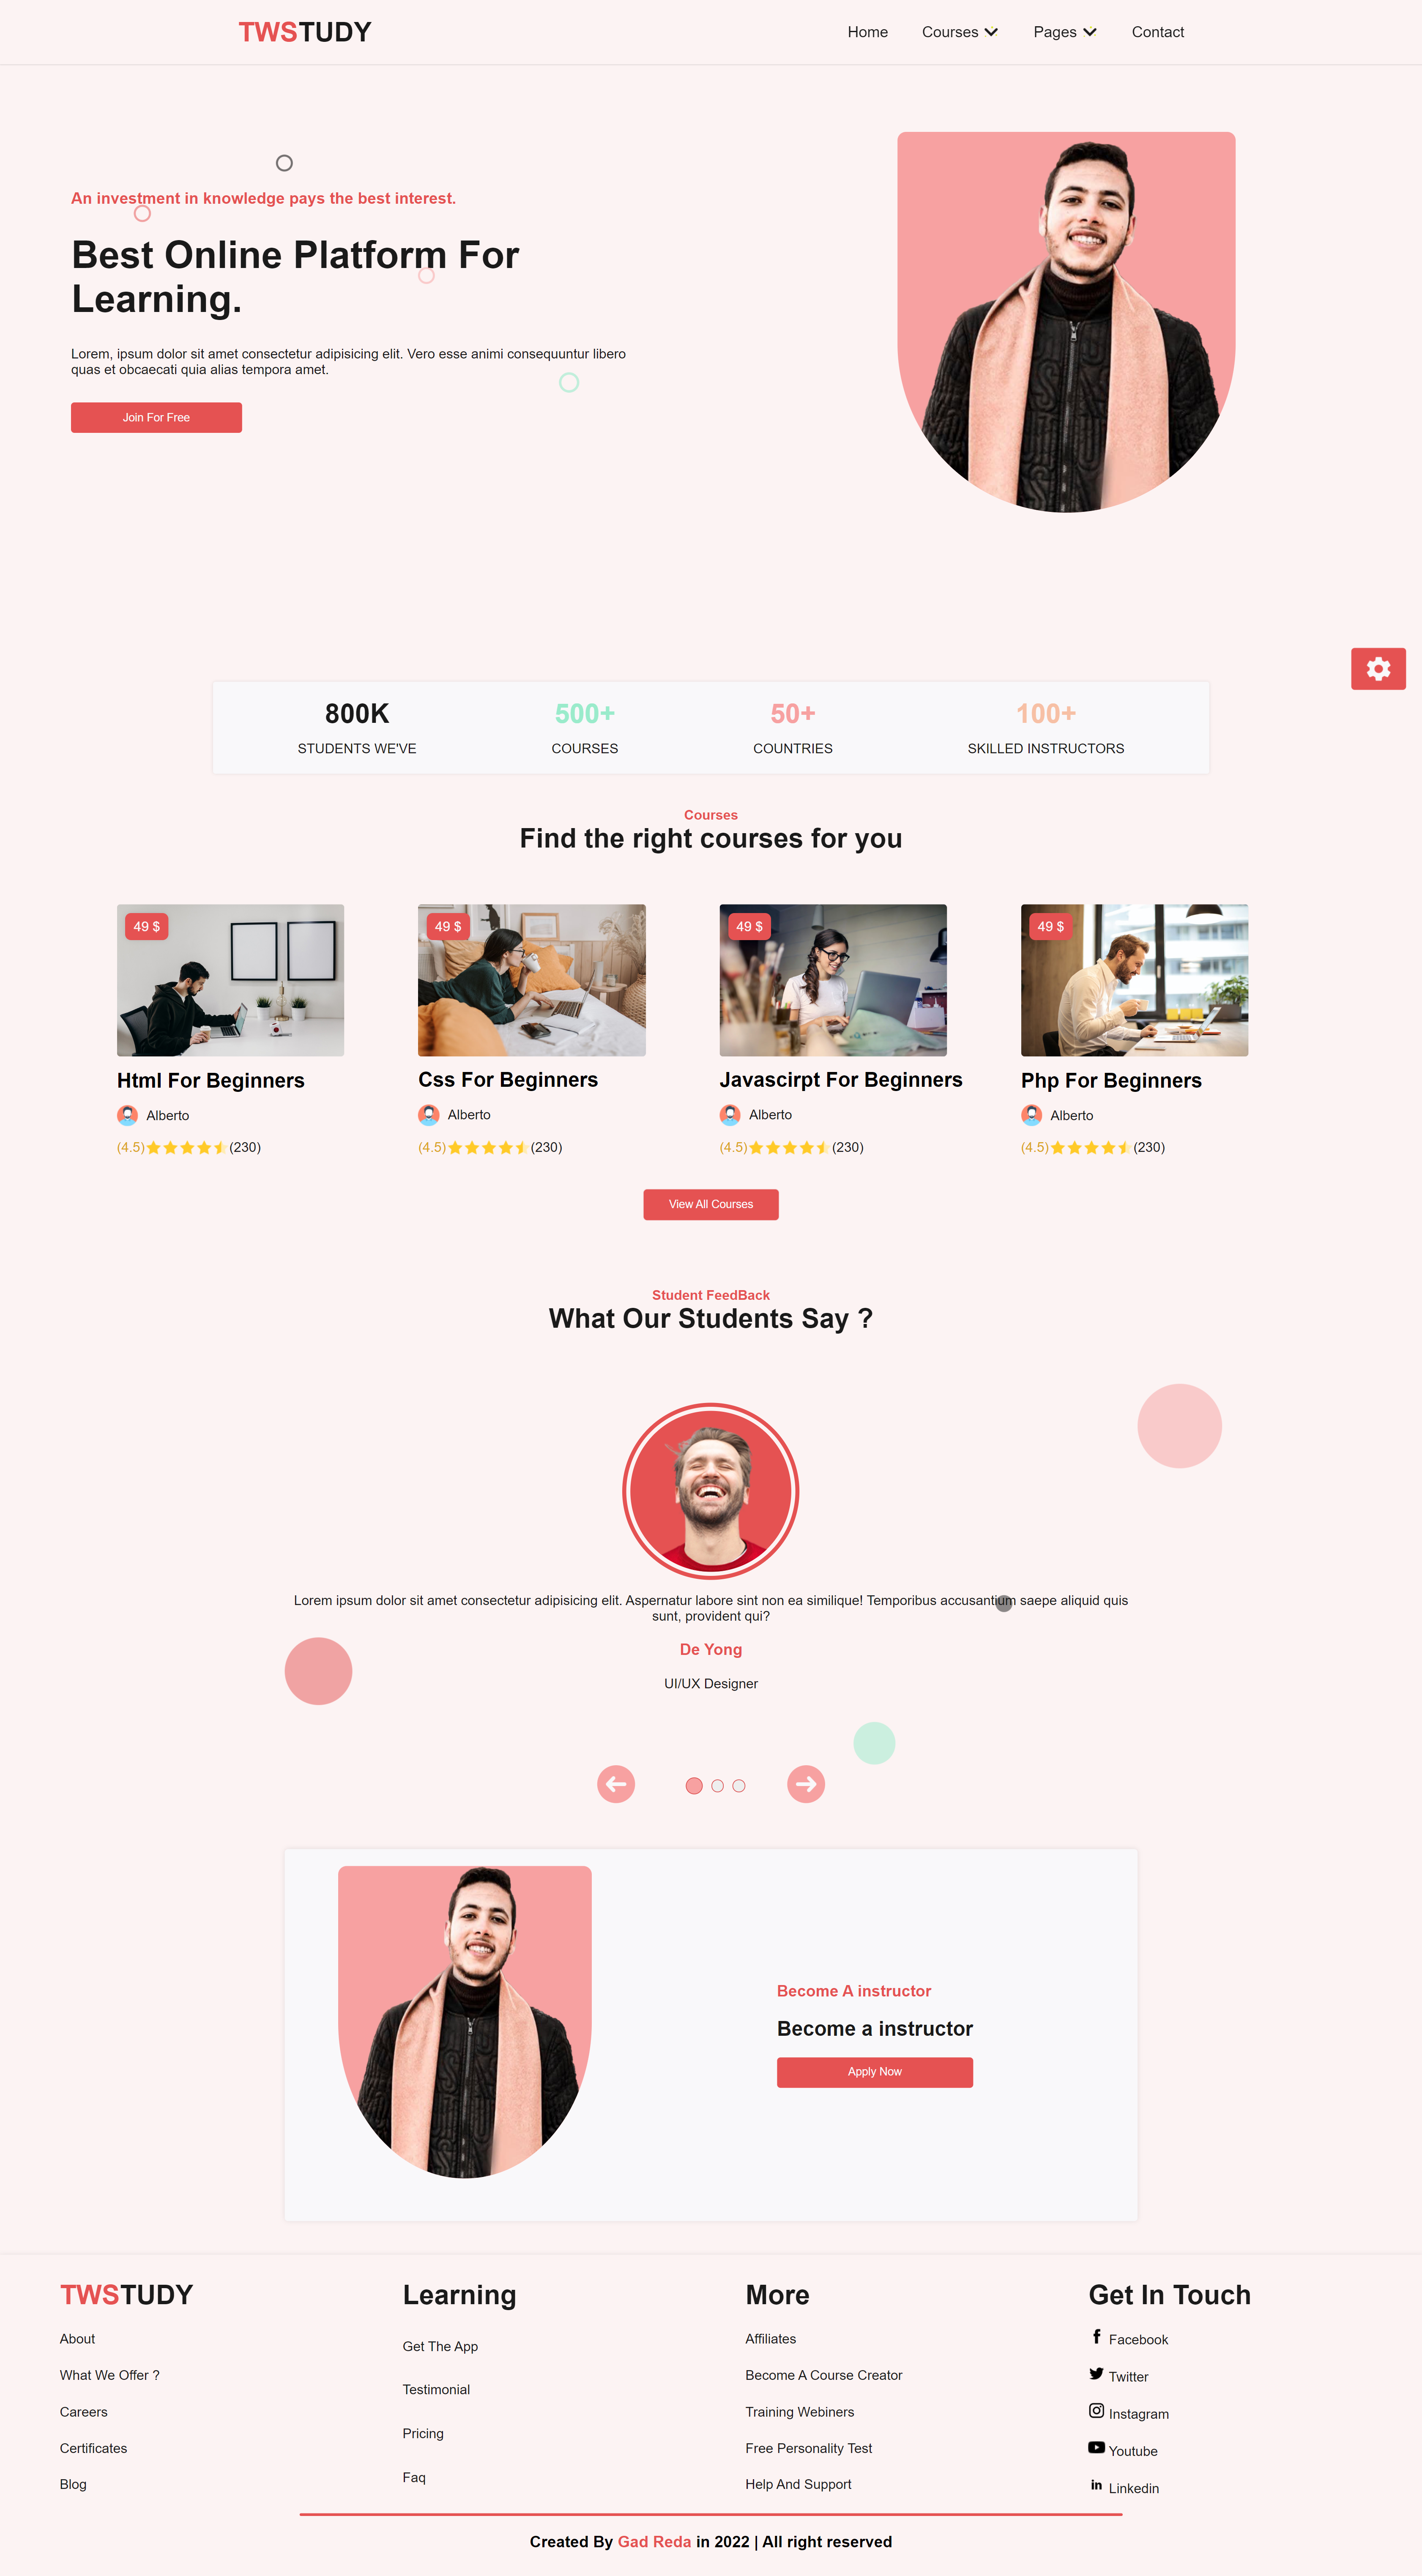 TWSTUDY
Home Courses Pages Contact
An investment in knowledge pays the best interest.
Best Online Platform For
Learning.
Lorem, ipsum dolor sit amet consectetur adipisicing elit. Vero esse animi consequuntur libero
quas et obcaecati quia alias tempora amet.
Join For Free
800K 500+ 50+ 100+
STUDENTS WE'VE COURSES COUNTRIES SKILLED INSTRUCTORS
Courses
Find the right courses for you
49 $ 49 $ 49 $ 49 $
Html For Beginners Css For Beginners Javascirpt For Beginners Php For Beginners
Alberto Alberto Alberto Alberto
(4.5) (230) (4.5) (230) (4.5) (230) (4.5) (230)
View All Courses
Student FeedBack
What Our Students Say ?
Lorem ipsum dolor sit amet consectetur adipisicing elit. Aspernatur labore sint non ea similique! Temporibus accusantium saepe aliquid quis
sunt, provident qui?
De Yong
UI/UX Designer
Become A instructor
Become a instructor
Apply Now
TWSTUDY
About
What We Offer ?
Careers
Certificates
Blog
Learning
Get The App
Testimonial
Pricing
Faq
More
Affiliates
Become A Course Creator
Training Webiners
Free Personality Test
Help And Support
Get In Touch
Facebook
Twitter
Instagram
Youtube
Linkedin
Created By Gad Reda in 2022 | All right reserved